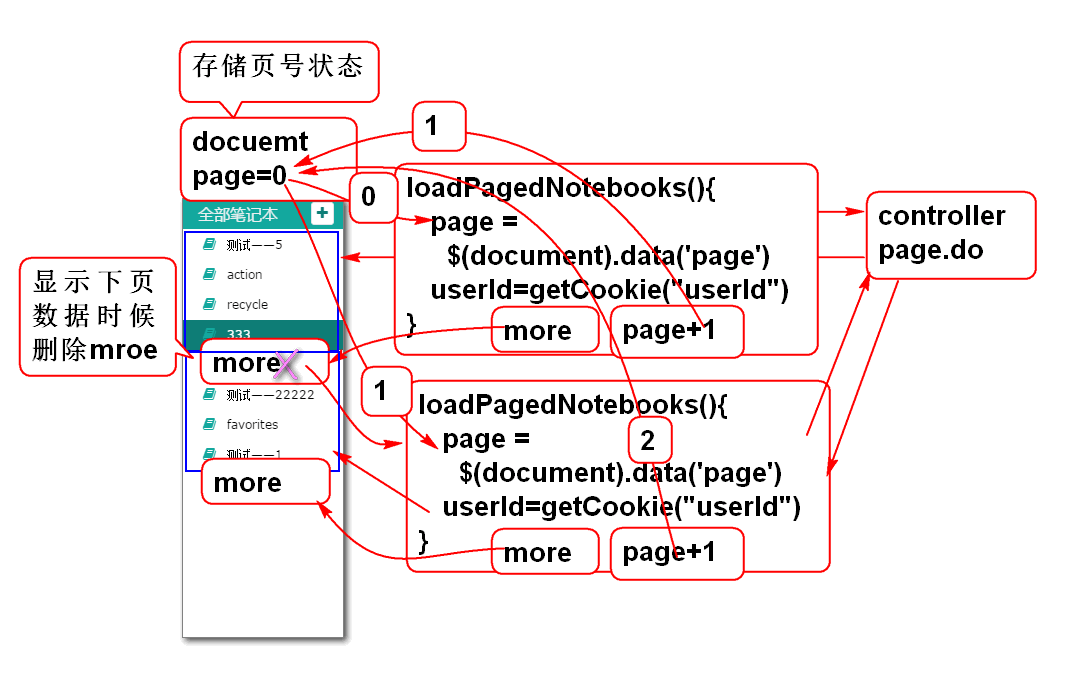 存储页号状态
docuemt
page=0
1
0
loadPagedNotebooks(){
page =
$(document).data('page')
userId=getCookie("userId")
}
more
page+1
controller
page.do
全部笔记本
+
测试——5
action
recycle
333
显示下页
数据时候
删除mroe
more
测试——22222
favorites
测试——1
more
1
loadPagedNotebooks(){
page =
2
$(document).data('page')
userId=getCookie("userId")
}
more
page+1